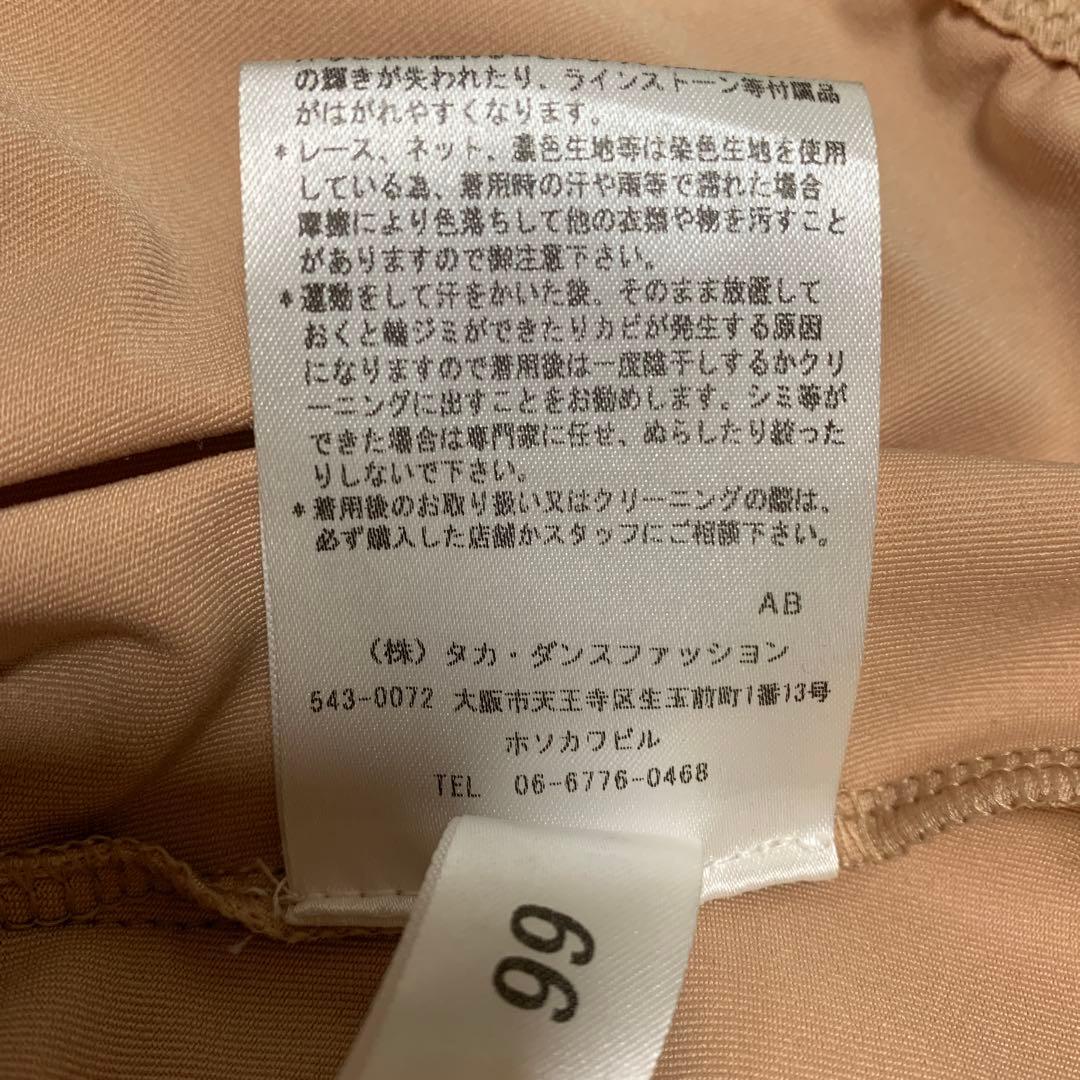 の輝きが失われたり、ラインストーン等付属品
がはがれやすくなります。
*レース、ネット、濃色生地等は染色生地を使用
している為、着用時の汗や雨等で濡れた場合
摩擦により色落ちして他の衣類や物を汚すこと
がありますので御注意下さい。
*運動をして汗をかいた後、そのまま放置して
おくと輪ジミができたりカビが発生する原因
になりますので着用後は一度陰干しするかクリ
ーニングに出すことをお勧めします。シミ等が
できた場合は専門家に任せ、ぬらしたり絞った
りしないで下さい。
*着用後のお取り扱い又はクリーニングの際は、
必ず購入した店舗かスタッフにご相談下さい。
AB
(株)タカ・ダンスファッション
543-0072 大阪市天王寺区生玉前町1番13号
ホソカワビル
TEL 06-6776-0468
99